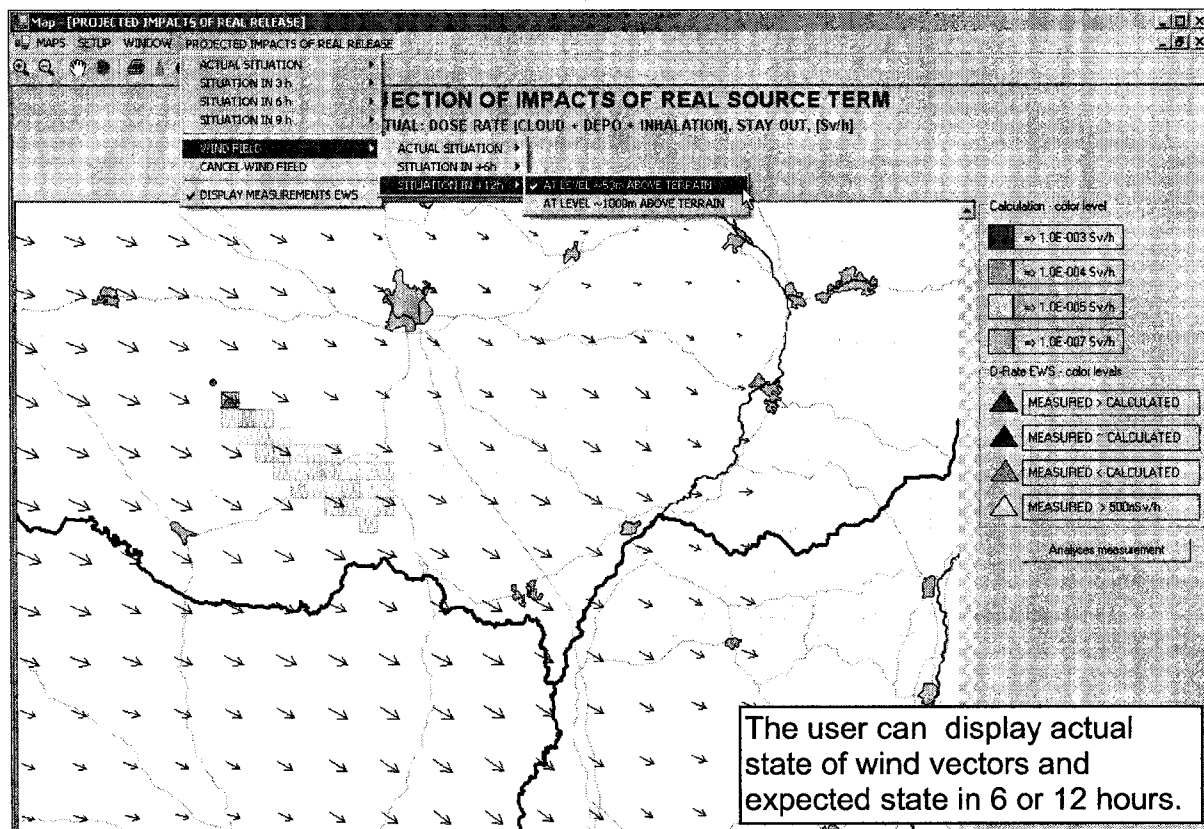 Map - [PROJECTED IMPACTS OF REAL RELEASE]
MAPS SETUP WINDOW PROJECTED IMPACTS OF REAL RELEASE
ACTUAL SITUATION
SITUATION IN 3 h
SITUATION IN 6 h
SITUATION IN 9 h
WIND FIELD
CANCEL WIND FIELD
✓ DISPLAY MEASUREMENTS EWS
ACTUAL SITUATION
SITUATION IN +6h
SITUATION IN +12h
✓ AT LEVEL ~50m ABOVE TERRAIN
AT LEVEL ~1000m ABOVE TERRAIN
JECTION OF IMPACTS OF REAL SOURCE TERM
TUAL: DOSE RATE [CLOUD + DEPO + INHALATION], STAY OUT, [Sv/h]
Calculation - color level
=> 1.0E-003 Sv/h
=> 1.0E-004 Sv/h
=> 1.0E-005 Sv/h
=> 1.0E-007 Sv/h
D-Rate EWS - color levels
MEASURED > CALCULATED
MEASURED ~ CALCULATED
MEASURED < CALCULATED
MEASURED > 500nSv/h
Analyses measurement
The user can display actual
state of wind vectors and
expected state in 6 or 12 hours.